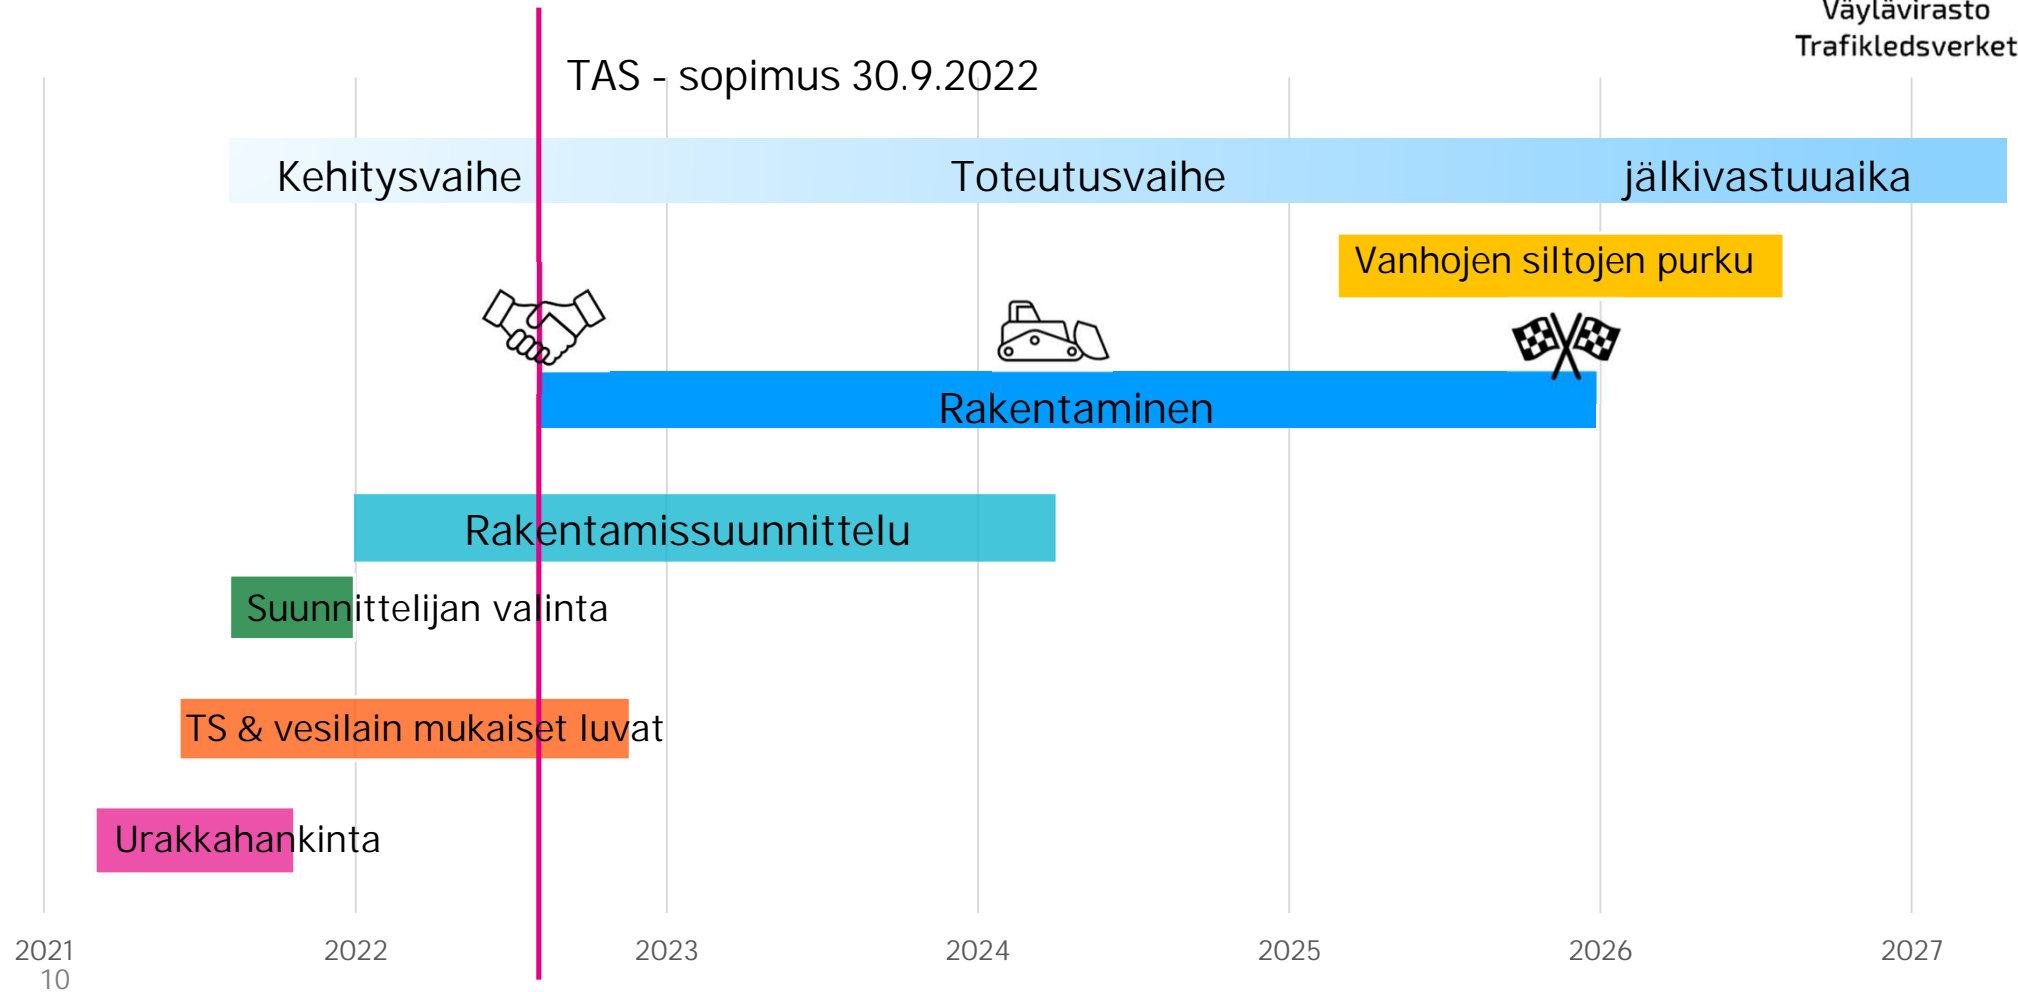 Väylävirasto
Trafikledsverket
TAS - sopimus 30.9.2022
Kehitysvaihe
Toteutusvaihe
jälkivastuuaika
Vanhojen siltojen purku
Rakentaminen
Rakentamissuunnittelu
Suunnittelijan valinta
TS & vesilain mukaiset luvat
Urakkahankinta
2021
2022
2023
2024
2025
2026
2027
10